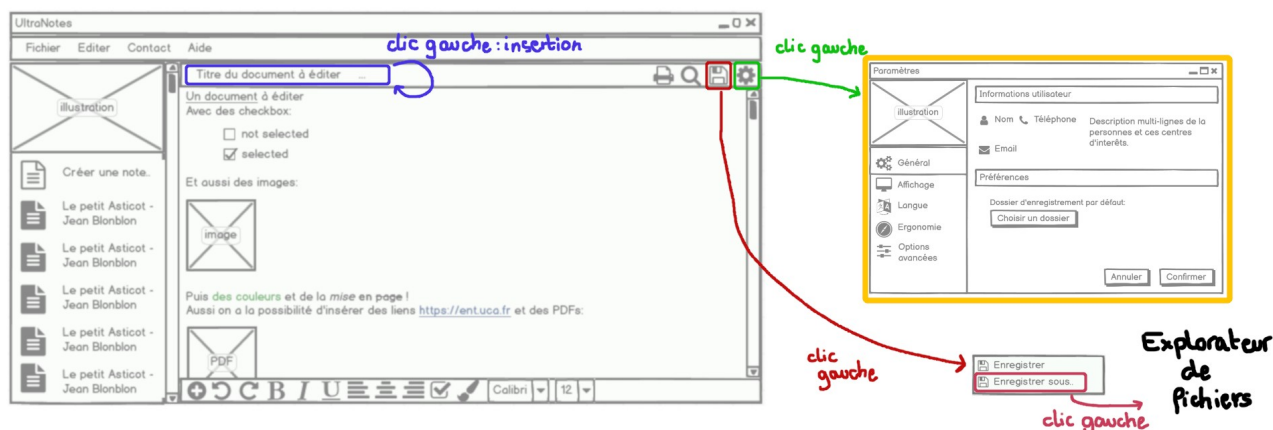 UltraNotes
Fichier Editer Contact Aide
clic gauche : insertion
Titre du document à éditer ...
illustration
Créer une note..
Le petit Asticot -
Jean Blonblon
Le petit Asticot -
Jean Blonblon
Le petit Asticot -
Jean Blonblon
Le petit Asticot -
Jean Blonblon
Le petit Asticot -
Jean Blonblon
Un document à éditer
Avec des checkbox:
not selected
selected
Et aussi des images:
image
Puis des couleurs et de la mise en page !
Aussi on a la possibilité d'insérer des liens https://ent.uca.fr et des PDFs:
PDF
B I U Calibri 12
clic gauche
Paramètres
illustration
Général
Affichage
Langue
Ergonomie
Options
avancées
Informations utilisateur
Nom Téléphone
Email
Description multi-lignes de la
personnes et ces centres
d'interêts.
Préférences
Dossier d'enregistrement par défaut:
Choisir un dossier
Annuler Confirmer
clic
gauche
Enregistrer
Enregistrer sous..
clic gauche
Explorateur
de
fichiers